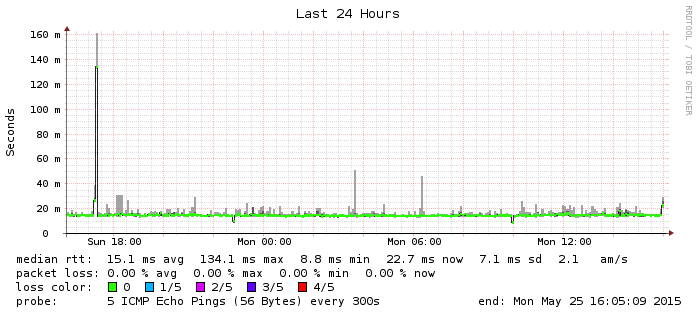 Last 24 Hours
RRDTOOL / TOBI OETIKER
Seconds
160 m
140 m
120 m
100 m
80 m
60 m
40 m
20 m
0
Sun 18:00 Mon 00:00 Mon 06:00 Mon 12:00
median rtt: 15.1 ms avg 134.1 ms max 8.8 ms min 22.7 ms now 7.1 ms sd 2.1 am/s
packet loss: 0.00 % avg 0.00 % max 0.00 % min 0.00 % now
loss color: 0 1/5 2/5 3/5 4/5
probe: 5 ICMP Echo Pings (56 Bytes) every 300s end: Mon May 25 16:05:09 2015